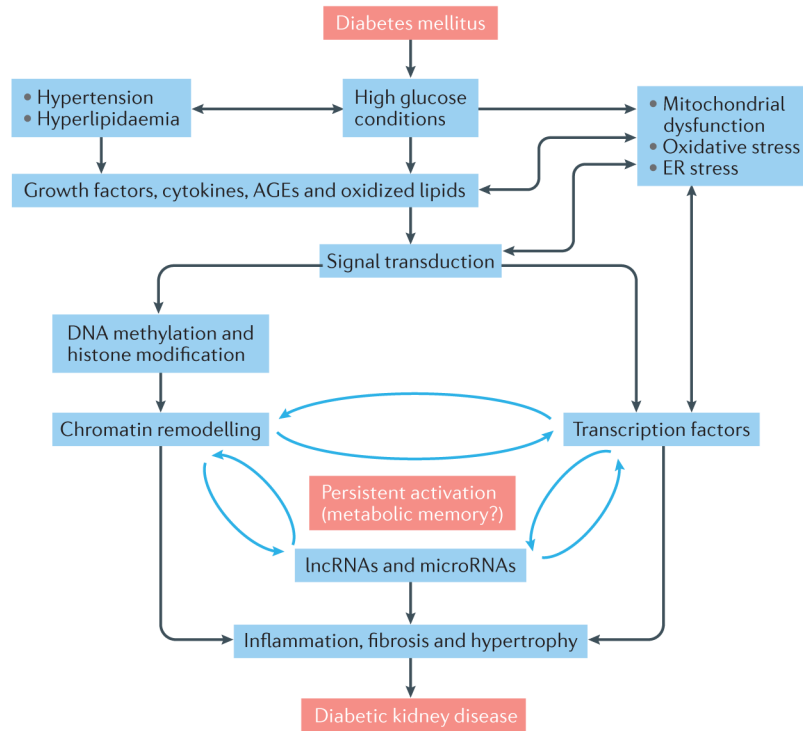 Diabetes mellitus
• Hypertension
• Hyperlipidaemia
High glucose
conditions
• Mitochondrial
dysfunction
• Oxidative stress
• ER stress
Growth factors, cytokines, AGEs and oxidized lipids
Signal transduction
DNA methylation and
histone modification
Chromatin remodelling
Transcription factors
Persistent activation
(metabolic memory?)
lncRNAs and microRNAs
Inflammation, fibrosis and hypertrophy
Diabetic kidney disease